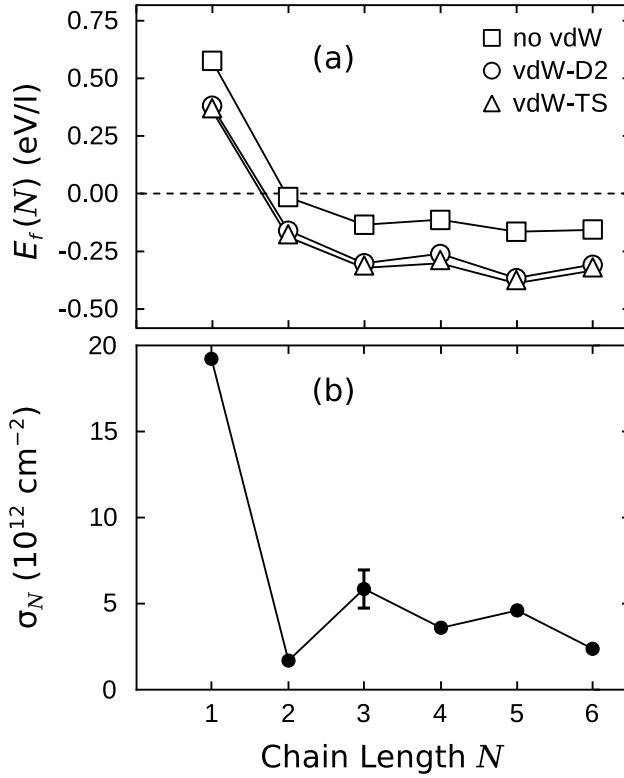 (a)
no vdW
vdW-D2
vdW-TS
0.75
0.50
0.25
0.00
-0.25
-0.50
E_f (N) (eV/I)
(b)
20
15
10
5
0
σ_N (10^12 cm^−2)
1 2 3 4 5 6
Chain Length N